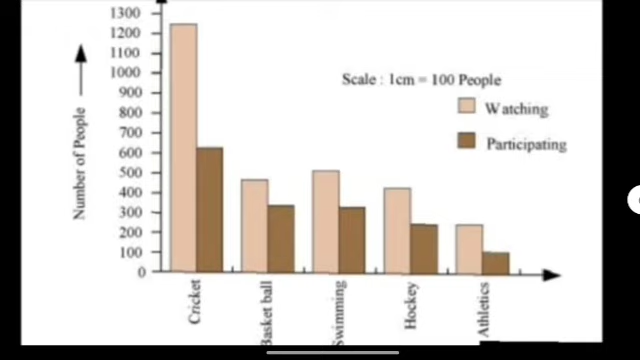 1300
1200
1100
1000
900
800
700
600
500
400
300
200
100
0
Number of People
Scale : 1cm = 100 People
Watching
Participating
Cricket
Basket ball
Swimming
Hockey
Athletics